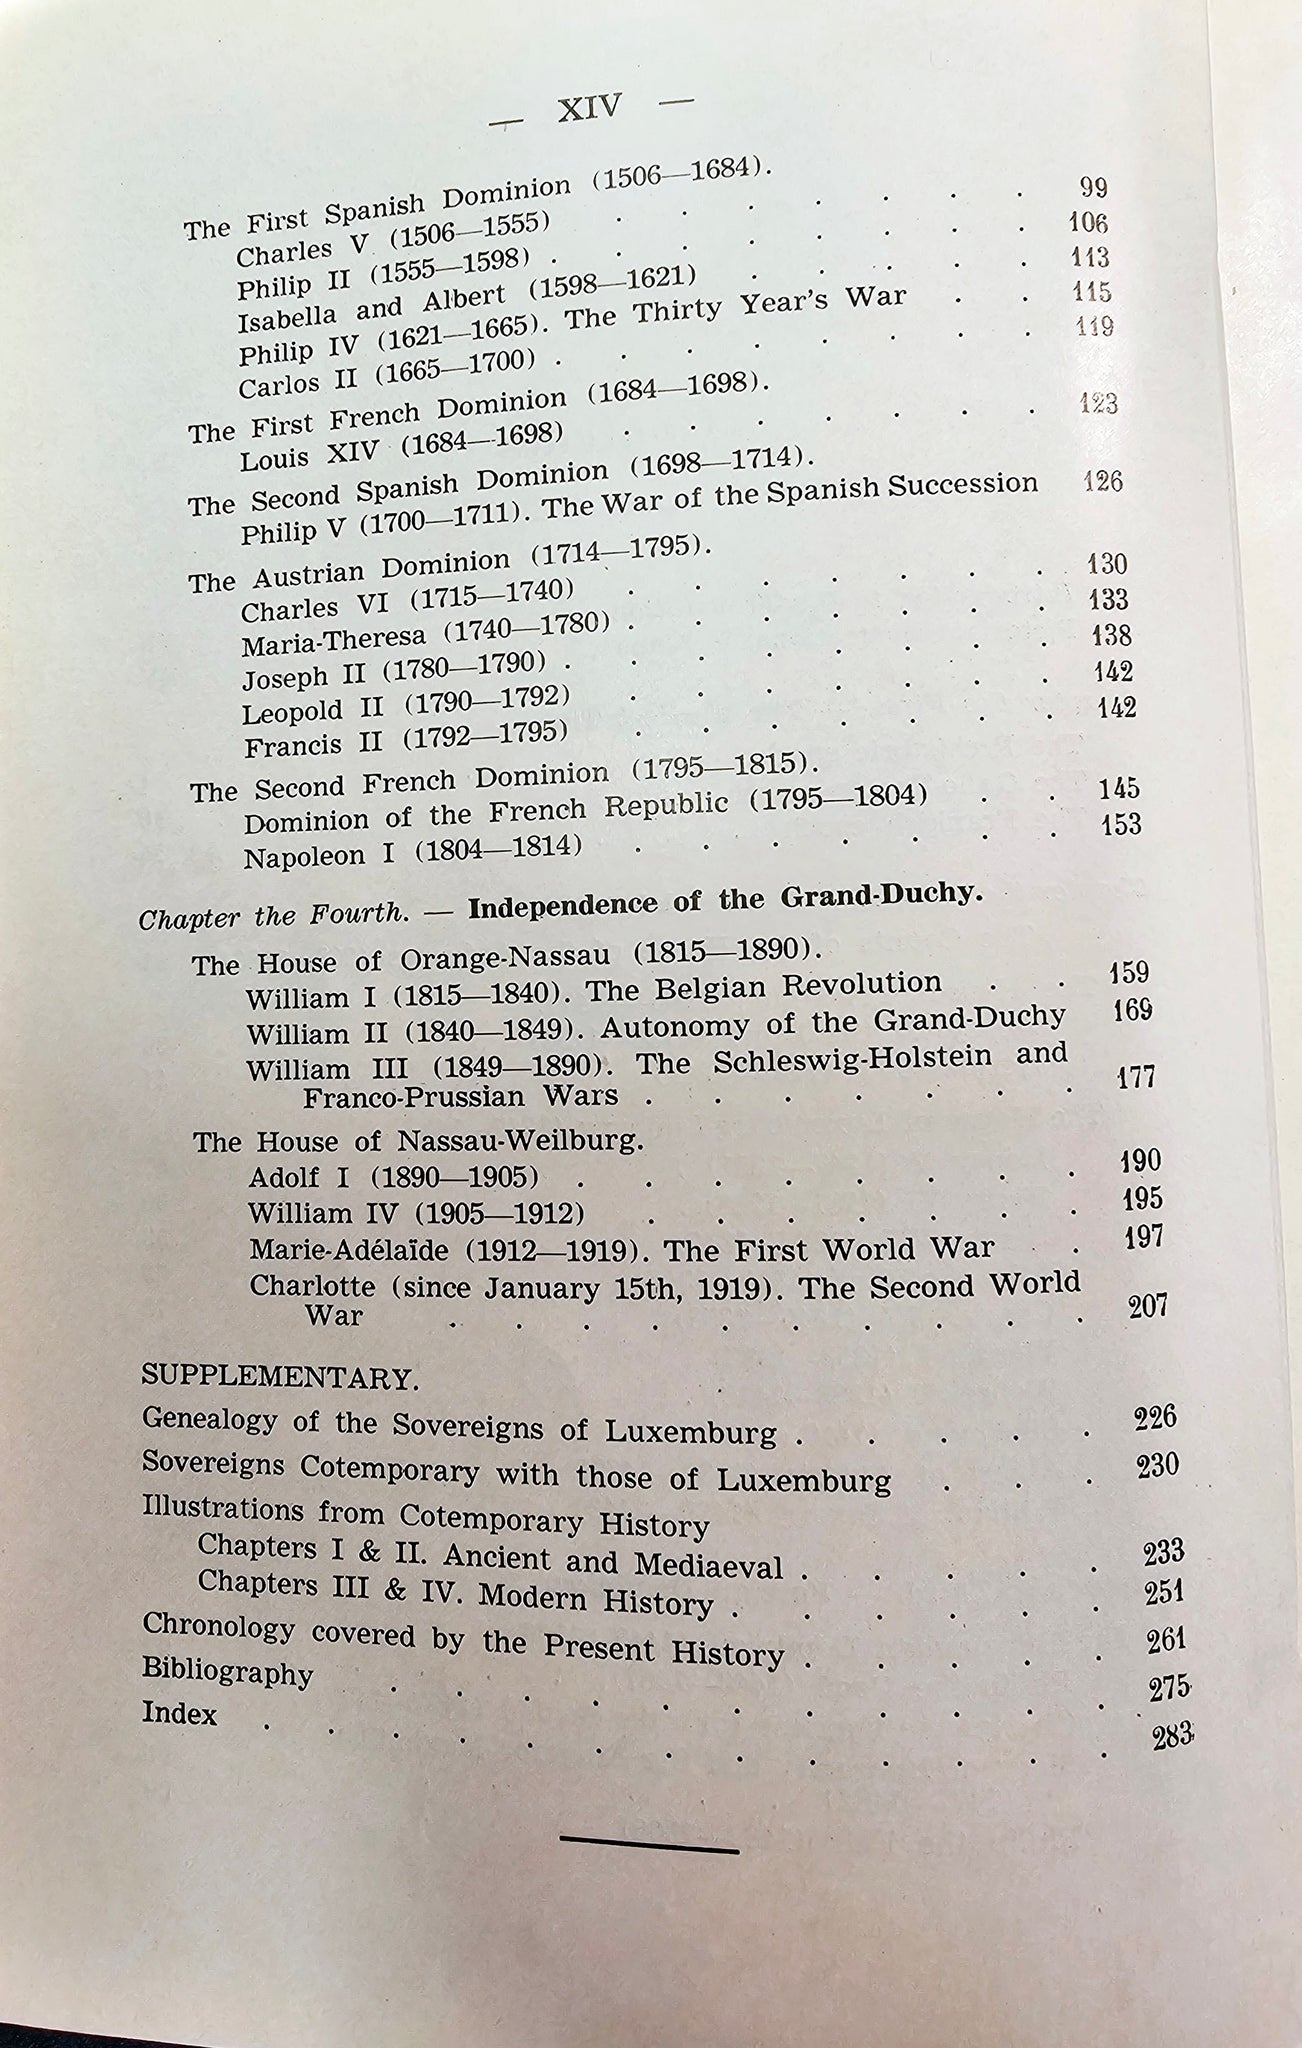 — XIV —
The First Spanish Dominion (1506—1684).
Charles V (1506—1555) . . . . . . . 99
Philip II (1555—1598) . . . . . . . . 106
Isabella and Albert (1598—1621) . . . . . 113
Philip IV (1621—1665). The Thirty Year's War . . 115
Carlos II (1665—1700) . . . . . . . . 119
The First French Dominion (1684—1698).
Louis XIV (1684—1698) . . . . . . . 123
The Second Spanish Dominion (1698—1714).
Philip V (1700—1711). The War of the Spanish Succession 126
The Austrian Dominion (1714—1795).
Charles VI (1715—1740) . . . . . . . 130
Maria-Theresa (1740—1780) . . . . . . . 133
Joseph II (1780—1790) . . . . . . . . 138
Leopold II (1790—1792) . . . . . . . 142
Francis II (1792—1795) . . . . . . . 142
The Second French Dominion (1795—1815).
Dominion of the French Republic (1795—1804) . . 145
Napoleon I (1804—1814) . . . . . . . 153
Chapter the Fourth. — Independence of the Grand-Duchy.
The House of Orange-Nassau (1815—1890).
William I (1815—1840). The Belgian Revolution . . 159
William II (1840—1849). Autonomy of the Grand-Duchy 169
William III (1849—1890). The Schleswig-Holstein and
Franco-Prussian Wars . . . . . . . 177
The House of Nassau-Weilburg.
Adolf I (1890—1905) . . . . . . . . 190
William IV (1905—1912) . . . . . . . 195
Marie-Adélaïde (1912—1919). The First World War . 197
Charlotte (since January 15th, 1919). The Second World
War . . . . . . . . . . 207
SUPPLEMENTARY.
Genealogy of the Sovereigns of Luxemburg . . . . . 226
Sovereigns Cotemporary with those of Luxemburg . . . 230
Illustrations from Cotemporary History
Chapters I & II. Ancient and Mediaeval . . . . . 233
Chapters III & IV. Modern History . . . . . . 251
Chronology covered by the Present History . . . . . 261
Bibliography . . . . . . . . . . . 275
Index . . . . . . . . . . . . . 283